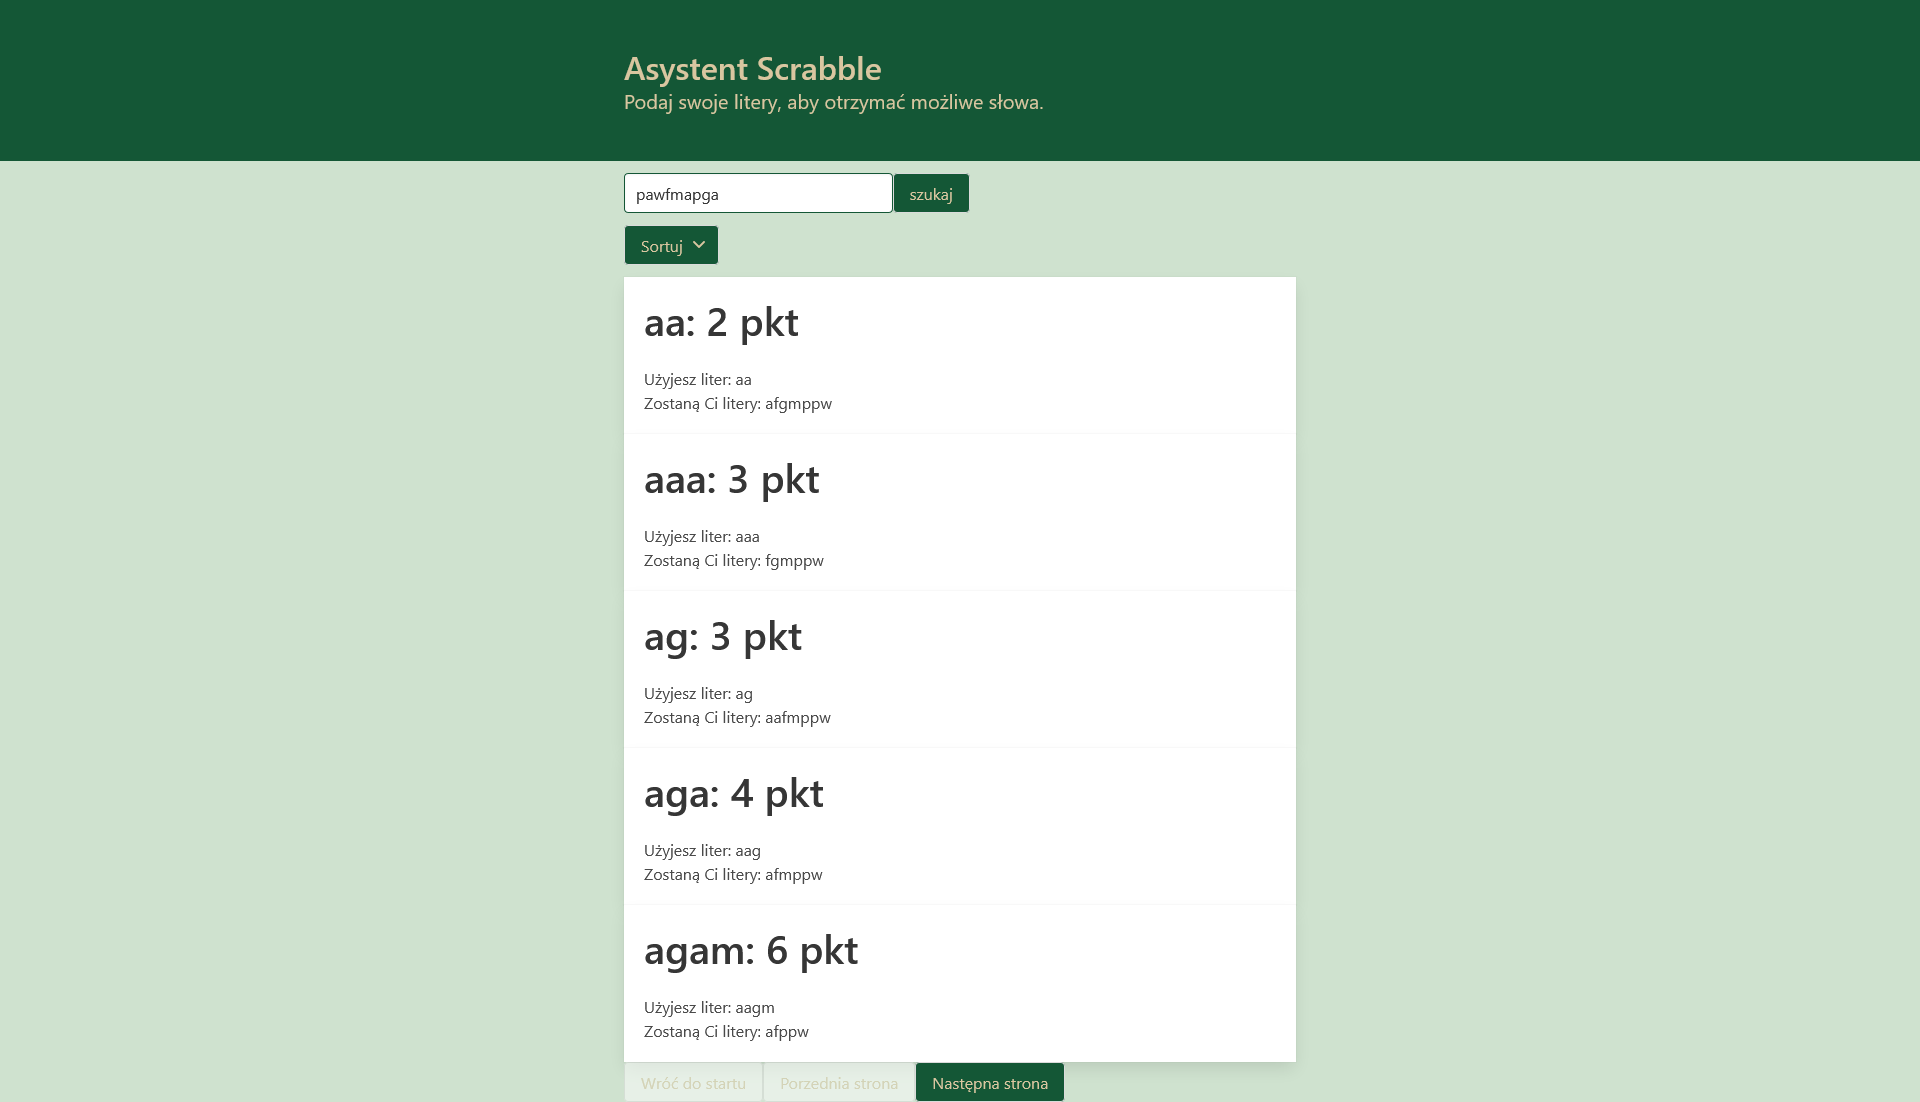 Asystent Scrabble
Podaj swoje litery, aby otrzymać możliwe słowa.
pawfmapga
szukaj
Sortuj
aa: 2 pkt
Użyjesz liter: aa
Zostaną Ci litery: afgmppw
aaa: 3 pkt
Użyjesz liter: aaa
Zostaną Ci litery: fgmppw
ag: 3 pkt
Użyjesz liter: ag
Zostaną Ci litery: aafmppw
aga: 4 pkt
Użyjesz liter: aag
Zostaną Ci litery: afmppw
agam: 6 pkt
Użyjesz liter: aagm
Zostaną Ci litery: afppw
Wróć do startu Porzednia strona Następna strona